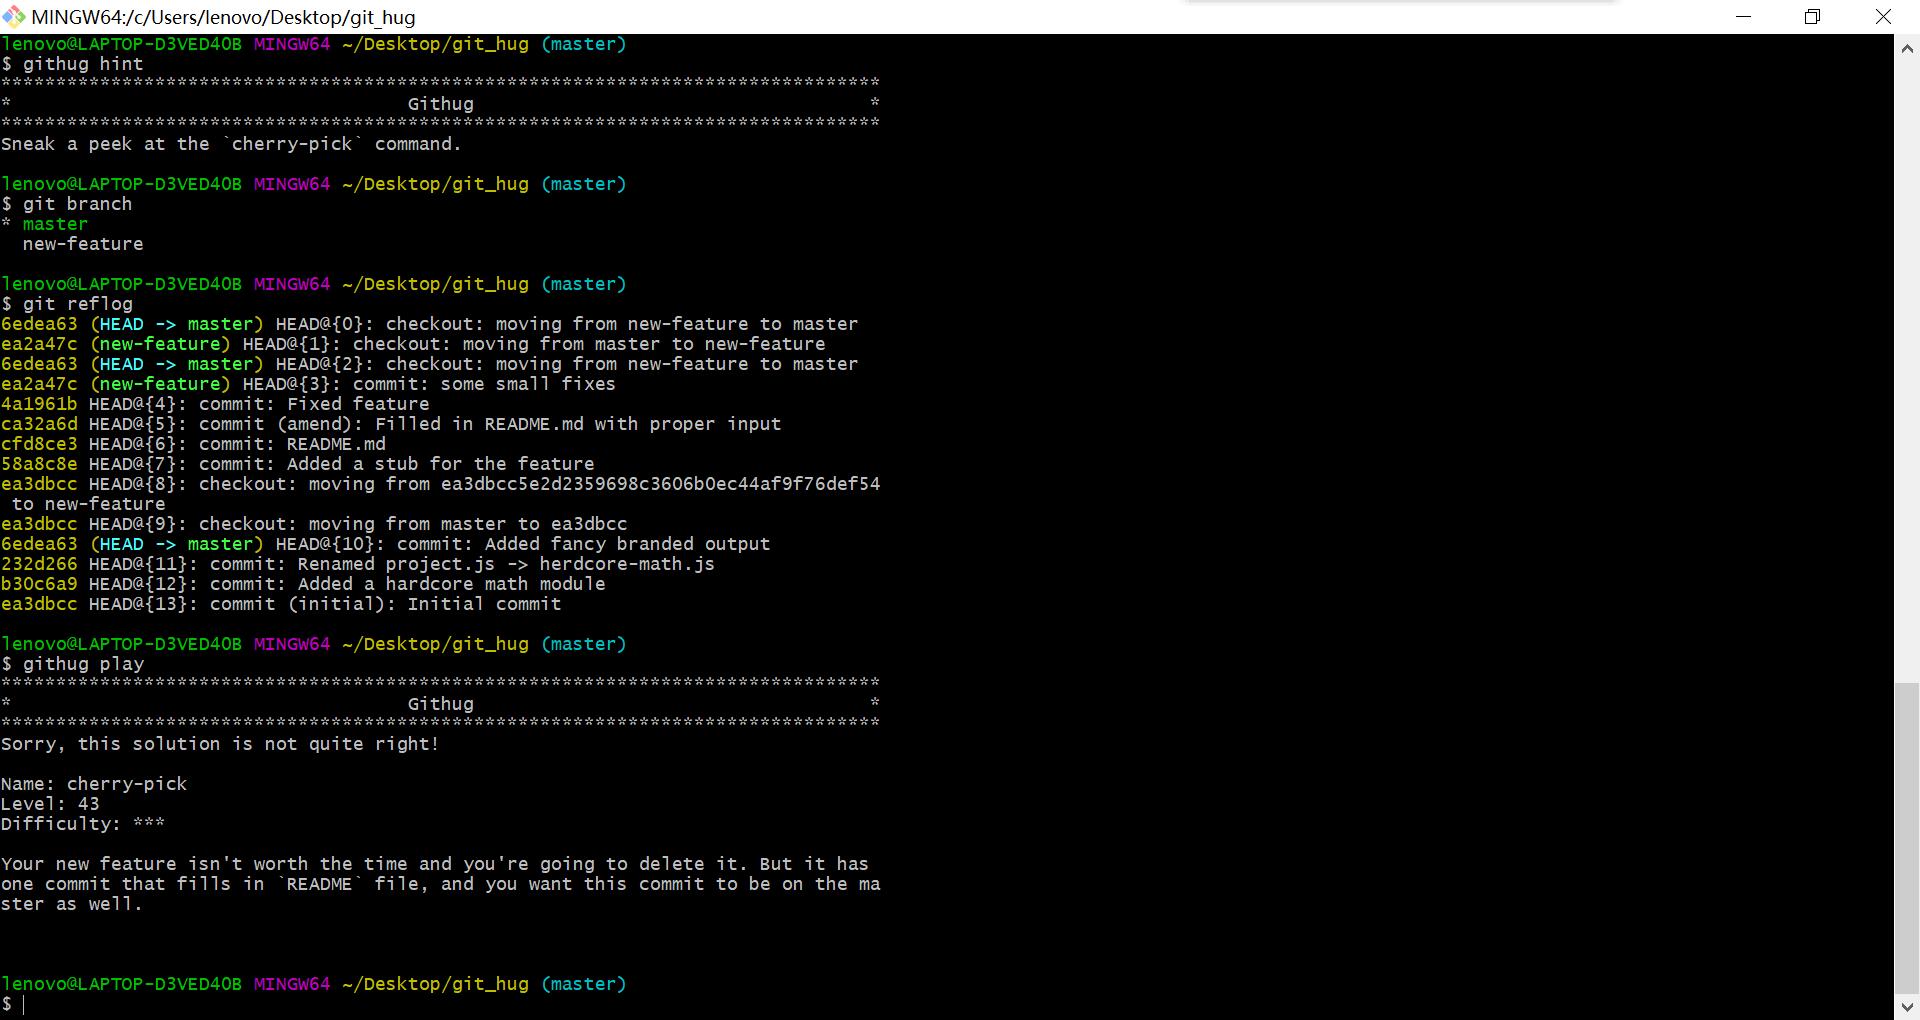 MINGW64:/c/Users/lenovo/Desktop/git_hug
lenovo@LAPTOP-D3VED40B MINGW64 ~/Desktop/git_hug (master)
$ githug hint
********************************************************************************
*                                    Githug                                    *
********************************************************************************
Sneak a peek at the `cherry-pick` command.
lenovo@LAPTOP-D3VED40B MINGW64 ~/Desktop/git_hug (master)
$ git branch
* master
  new-feature
lenovo@LAPTOP-D3VED40B MINGW64 ~/Desktop/git_hug (master)
$ git reflog
6edea63 (HEAD -> master) HEAD@{0}: checkout: moving from new-feature to master
ea2a47c (new-feature) HEAD@{1}: checkout: moving from master to new-feature
6edea63 (HEAD -> master) HEAD@{2}: checkout: moving from new-feature to master
ea2a47c (new-feature) HEAD@{3}: commit: some small fixes
4a1961b HEAD@{4}: commit: Fixed feature
ca32a6d HEAD@{5}: commit (amend): Filled in README.md with proper input
cfd8ce3 HEAD@{6}: commit: README.md
58a8c8e HEAD@{7}: commit: Added a stub for the feature
ea3dbcc HEAD@{8}: checkout: moving from ea3dbcc5e2d2359698c3606b0ec44af9f76def54
 to new-feature
ea3dbcc HEAD@{9}: checkout: moving from master to ea3dbcc
6edea63 (HEAD -> master) HEAD@{10}: commit: Added fancy branded output
232d266 HEAD@{11}: commit: Renamed project.js -> herdcore-math.js
b30c6a9 HEAD@{12}: commit: Added a hardcore math module
ea3dbcc HEAD@{13}: commit (initial): Initial commit
lenovo@LAPTOP-D3VED40B MINGW64 ~/Desktop/git_hug (master)
$ githug play
********************************************************************************
*                                    Githug                                    *
********************************************************************************
Sorry, this solution is not quite right!
Name: cherry-pick
Level: 43
Difficulty: ***
Your new feature isn't worth the time and you're going to delete it. But it has
one commit that fills in `README` file, and you want this commit to be on the ma
ster as well.
lenovo@LAPTOP-D3VED40B MINGW64 ~/Desktop/git_hug (master)
$